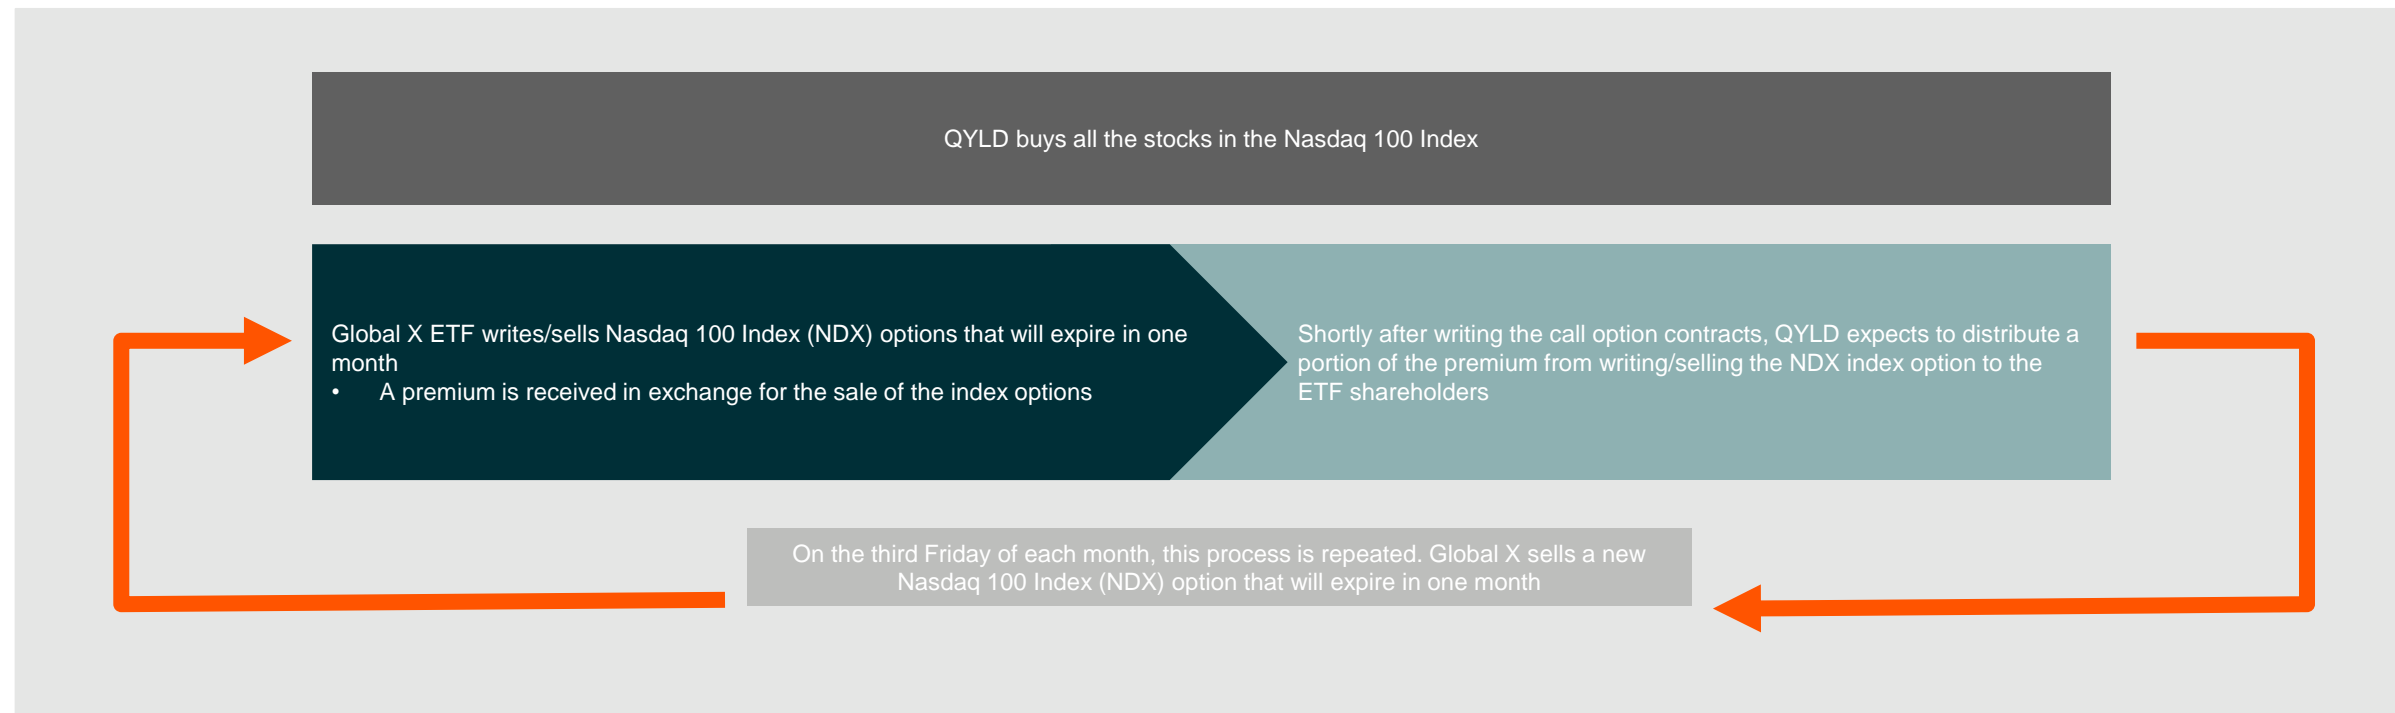 QYLD buys all the stocks in the Nasdaq 100 Index
Global X ETF writes/sells Nasdaq 100 Index (NDX) options that will expire in one
month
• A premium is received in exchange for the sale of the index options
Shortly after writing the call option contracts, QYLD expects to distribute a
portion of the premium from writing/selling the NDX index option to the
ETF shareholders
On the third Friday of each month, this process is repeated. Global X sells a new
Nasdaq 100 Index (NDX) option that will expire in one month